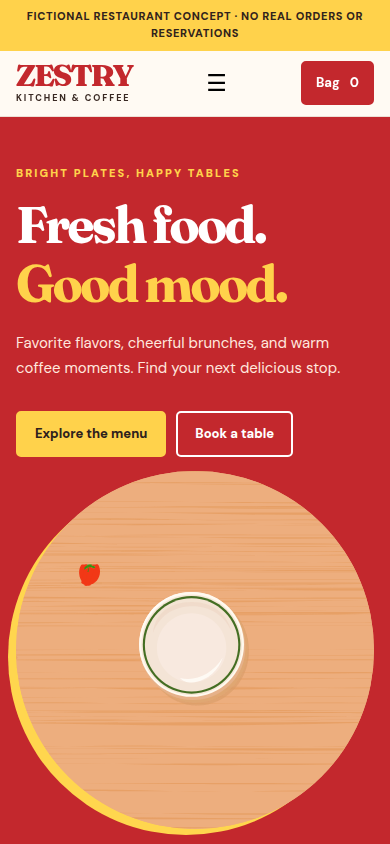 FICTIONAL RESTAURANT CONCEPT · NO REAL ORDERS OR
RESERVATIONS
ZESTRY
KITCHEN & COFFEE
Bag 0
BRIGHT PLATES, HAPPY TABLES
Fresh food.
Good mood.
Favorite flavors, cheerful brunches, and warm
coffee moments. Find your next delicious stop.
Explore the menu
Book a table